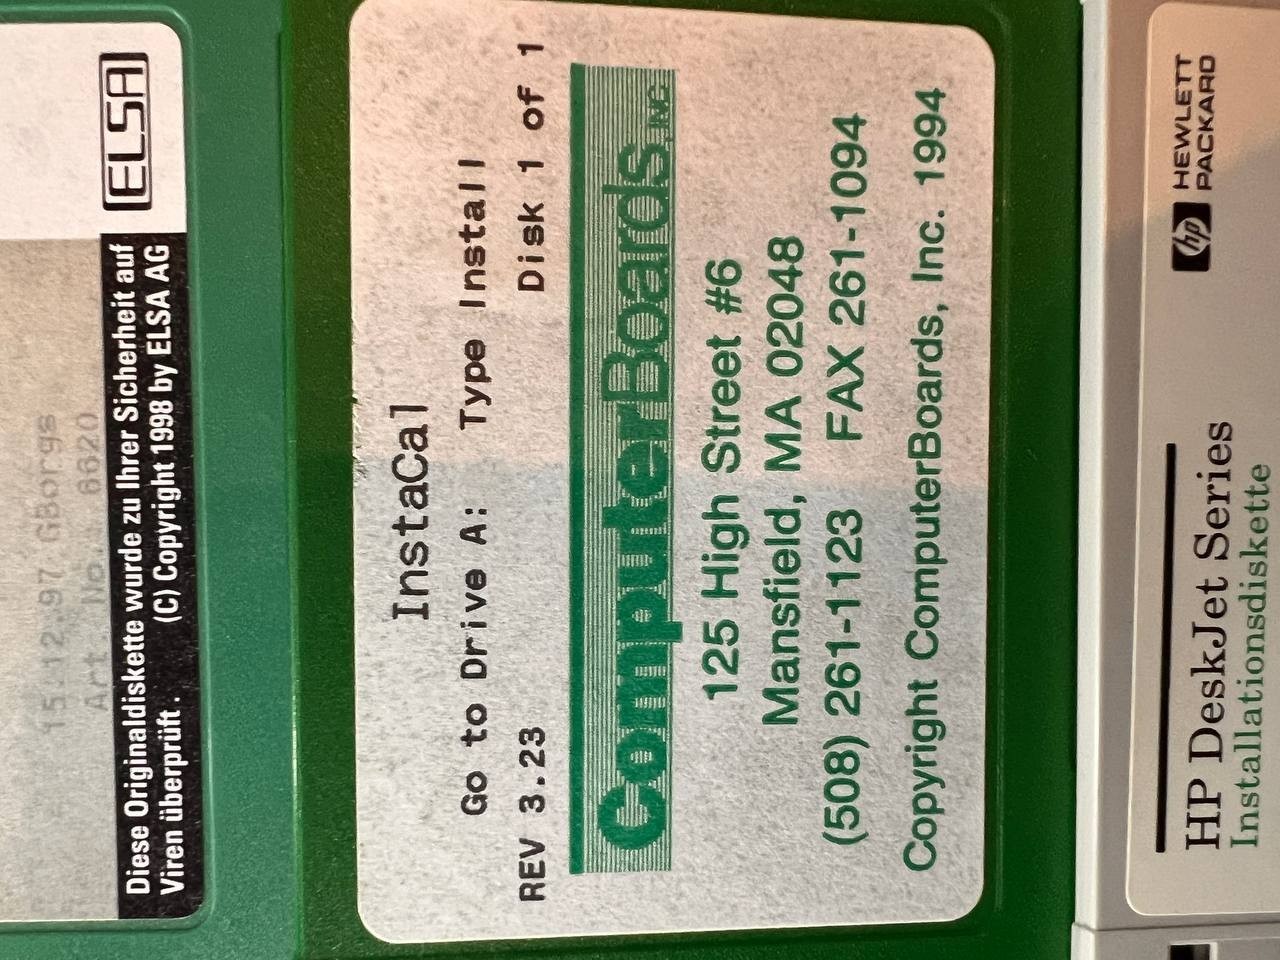 ELSA
15.12.97 GBorgs
Art. No. 6620
Diese Originaldiskette wurde zu Ihrer Sicherheit auf
Viren überprüft . (C) Copyright 1998 by ELSA AG
InstaCal
Go to Drive A: Type Install
REV 3.23 Disk 1 of 1
ComputerBoards, INC.
125 High Street #6
Mansfield, MA 02048
(508) 261-1123 FAX 261-1094
Copyright ComputerBoards, Inc. 1994
hp HEWLETT
PACKARD
HP DeskJet Series
Installationsdiskette